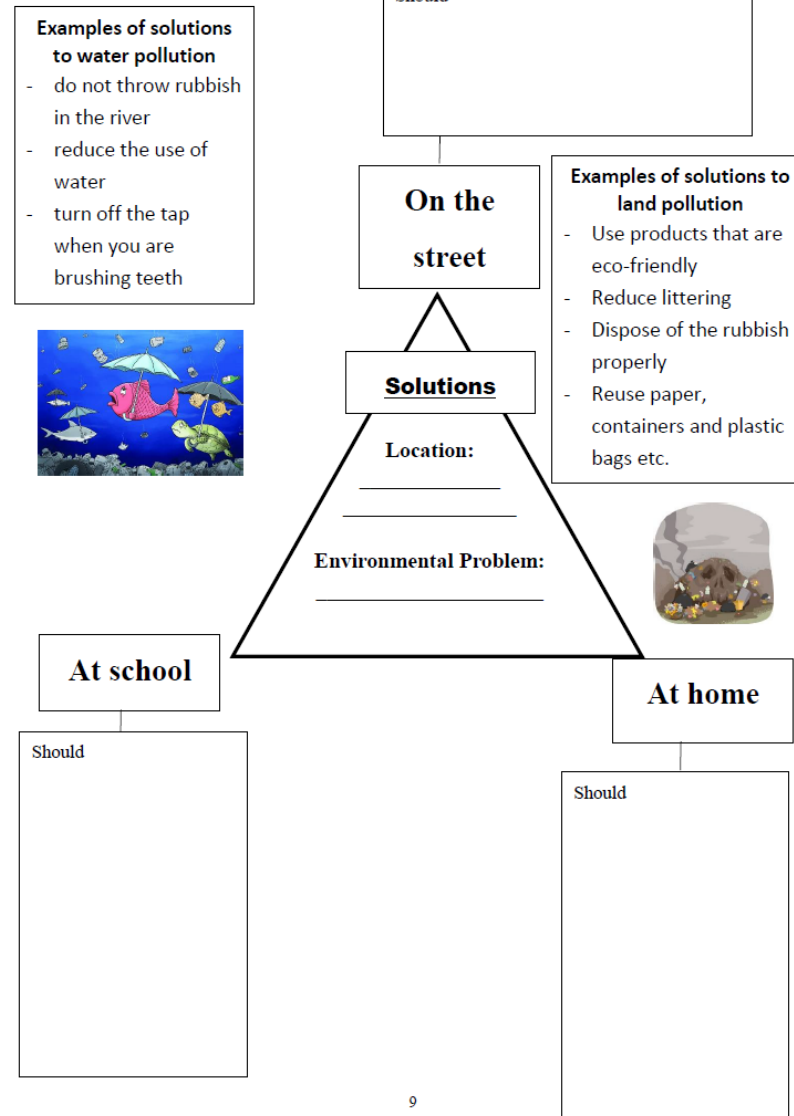 Should
Examples of solutions
to water pollution
- do not throw rubbish
in the river
- reduce the use of
water
- turn off the tap
when you are
brushing teeth
On the
street
Examples of solutions to
land pollution
- Use products that are
eco-friendly
- Reduce littering
- Dispose of the rubbish
properly
- Reuse paper,
containers and plastic
bags etc.
Solutions
Location:
Environmental Problem:
At school
Should
At home
Should
9